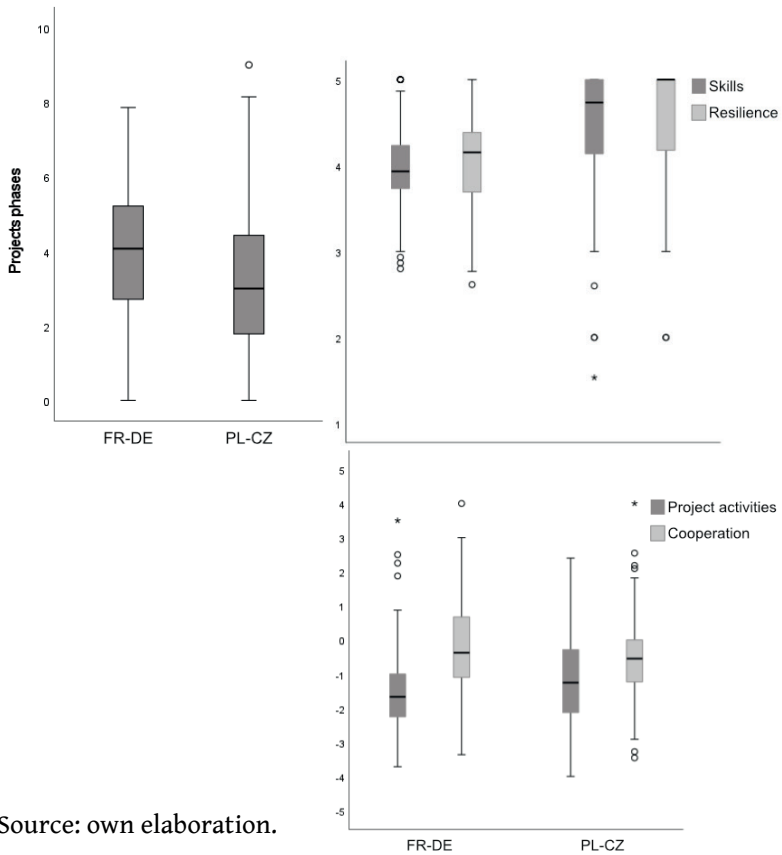 Projects phases
10
8
6
4
2
0
FR-DE
PL-CZ
5
4
3
2
1
Skills
Resilience
5
4
3
2
1
0
-1
-2
-3
-4
-5
Project activities
Cooperation
FR-DE
PL-CZ
Source: own elaboration.